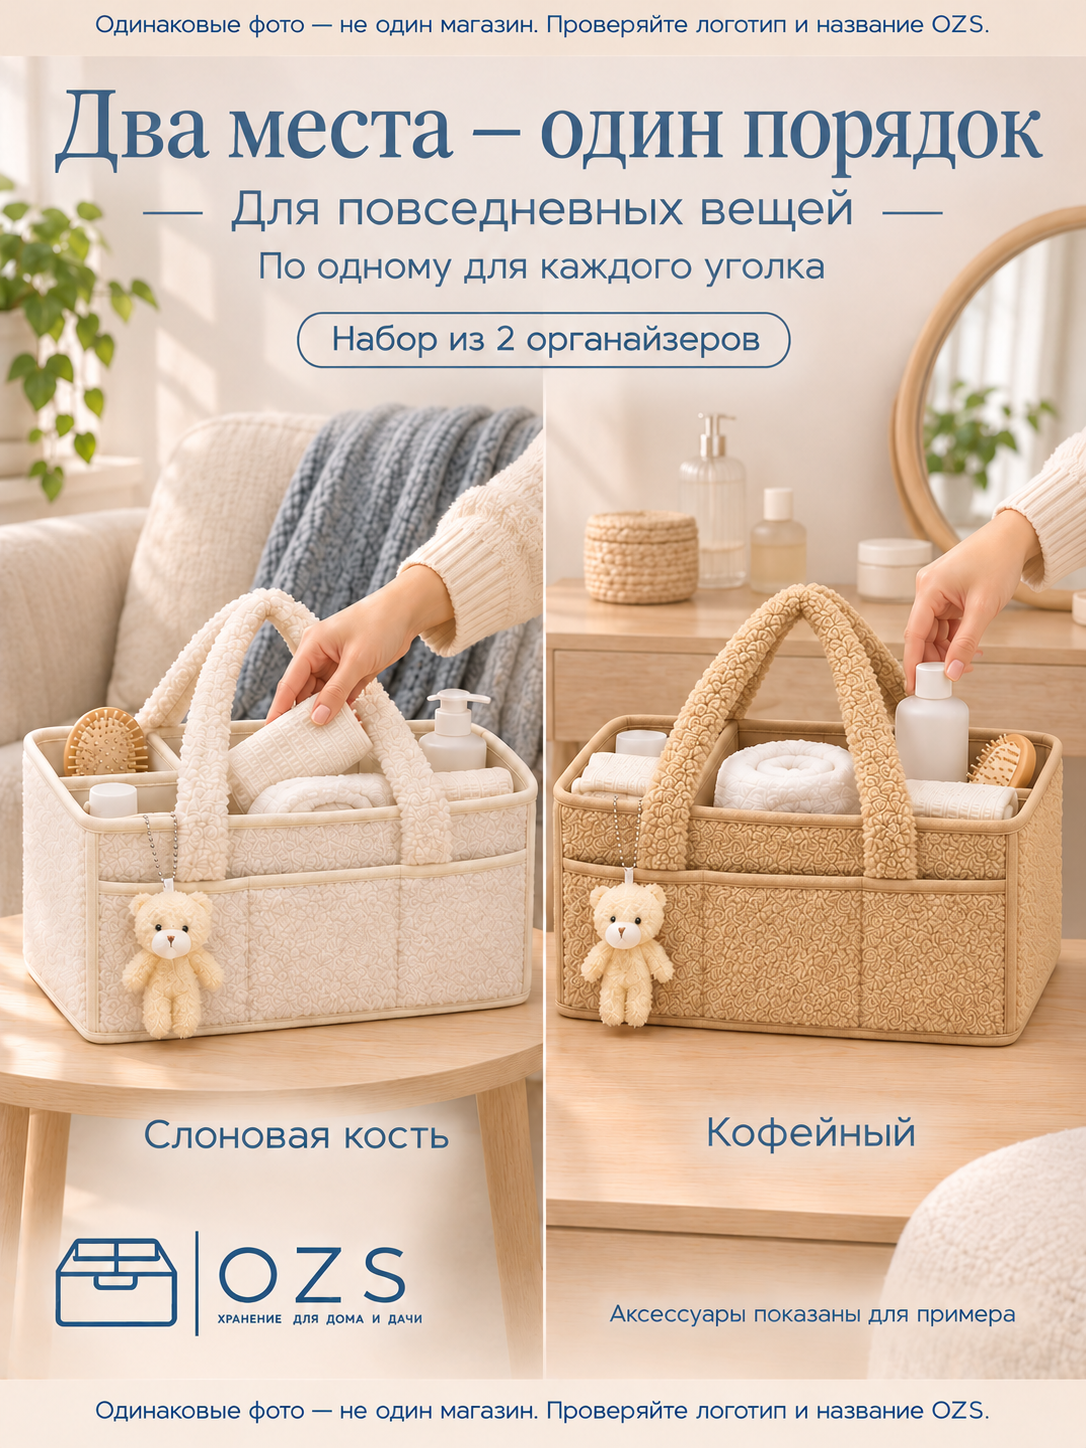 Одинаковые фото — не один магазин. Проверяйте логотип и название OZS.
Два места – один порядок
Для повседневных вещей
По одному для каждого уголка
Набор из 2 органайзеров
Слоновая кость
Кофейный
OZS
ХРАНЕНИЕ ДЛЯ ДОМА И ДАЧИ
Аксессуары показаны для примера
Одинаковые фото — не один магазин. Проверяйте логотип и название OZS.